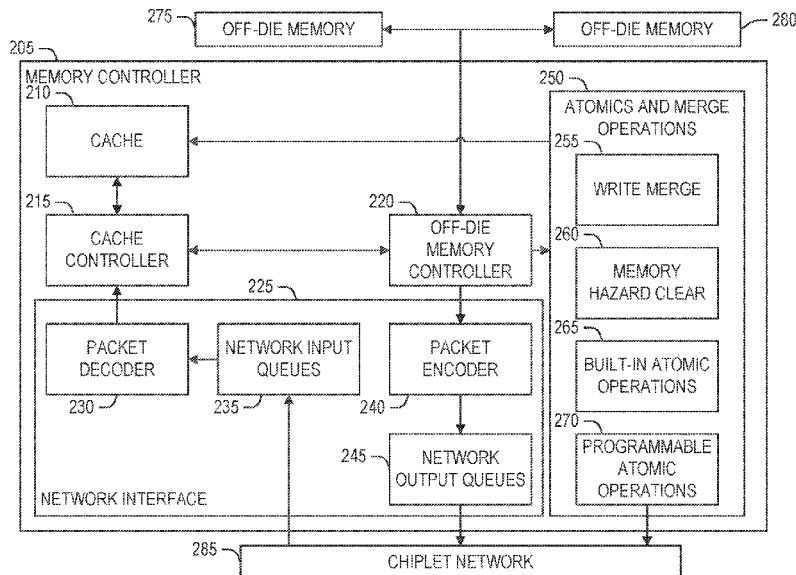 275
OFF-DIE MEMORY
OFF-DIE MEMORY
280
205
MEMORY CONTROLLER
210
CACHE
250
ATOMICS AND MERGE
OPERATIONS
255
WRITE MERGE
215
CACHE
CONTROLLER
220
OFF-DIE
MEMORY
CONTROLLER
260
MEMORY
HAZARD CLEAR
225
PACKET
DECODER
230
NETWORK INPUT
QUEUES
235
PACKET
ENCODER
240
265
BUILT-IN ATOMIC
OPERATIONS
245
NETWORK
OUTPUT QUEUES
270
PROGRAMMABLE
ATOMIC
OPERATIONS
NETWORK INTERFACE
285
CHIPLET NETWORK